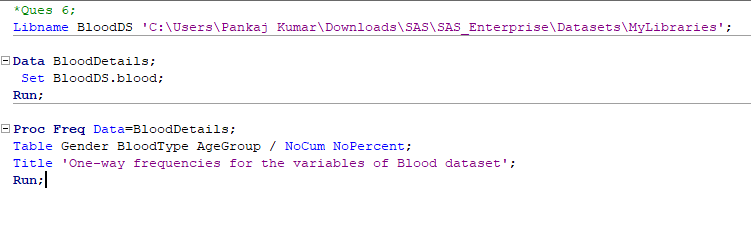 *Ques 6;
Libname BloodDS 'C:\Users\Pankaj Kumar\Downloads\SAS\SAS_Enterprise\Datasets\MyLibraries';
Data BloodDetails;
Set BloodDS.blood;
Run;
Proc Freq Data=BloodDetails;
Table Gender BloodType AgeGroup / NoCum NoPercent;
Title 'One-way frequencies for the variables of Blood dataset';
Run;